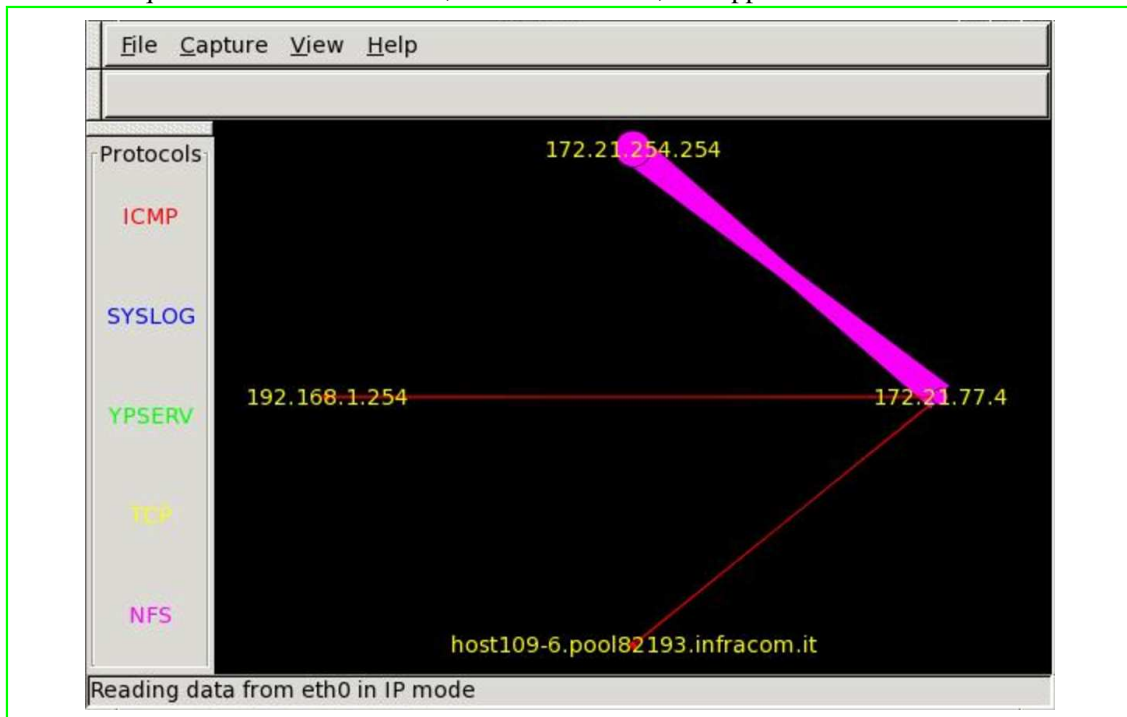 File Capture View Help
Protocols
172.21.254.254
ICMP
SYSLOG
192.168.1.254
172.21.77.4
YPSERV
TCP
NFS
host109-6.pool82193.infracom.it
Reading data from eth0 in IP mode